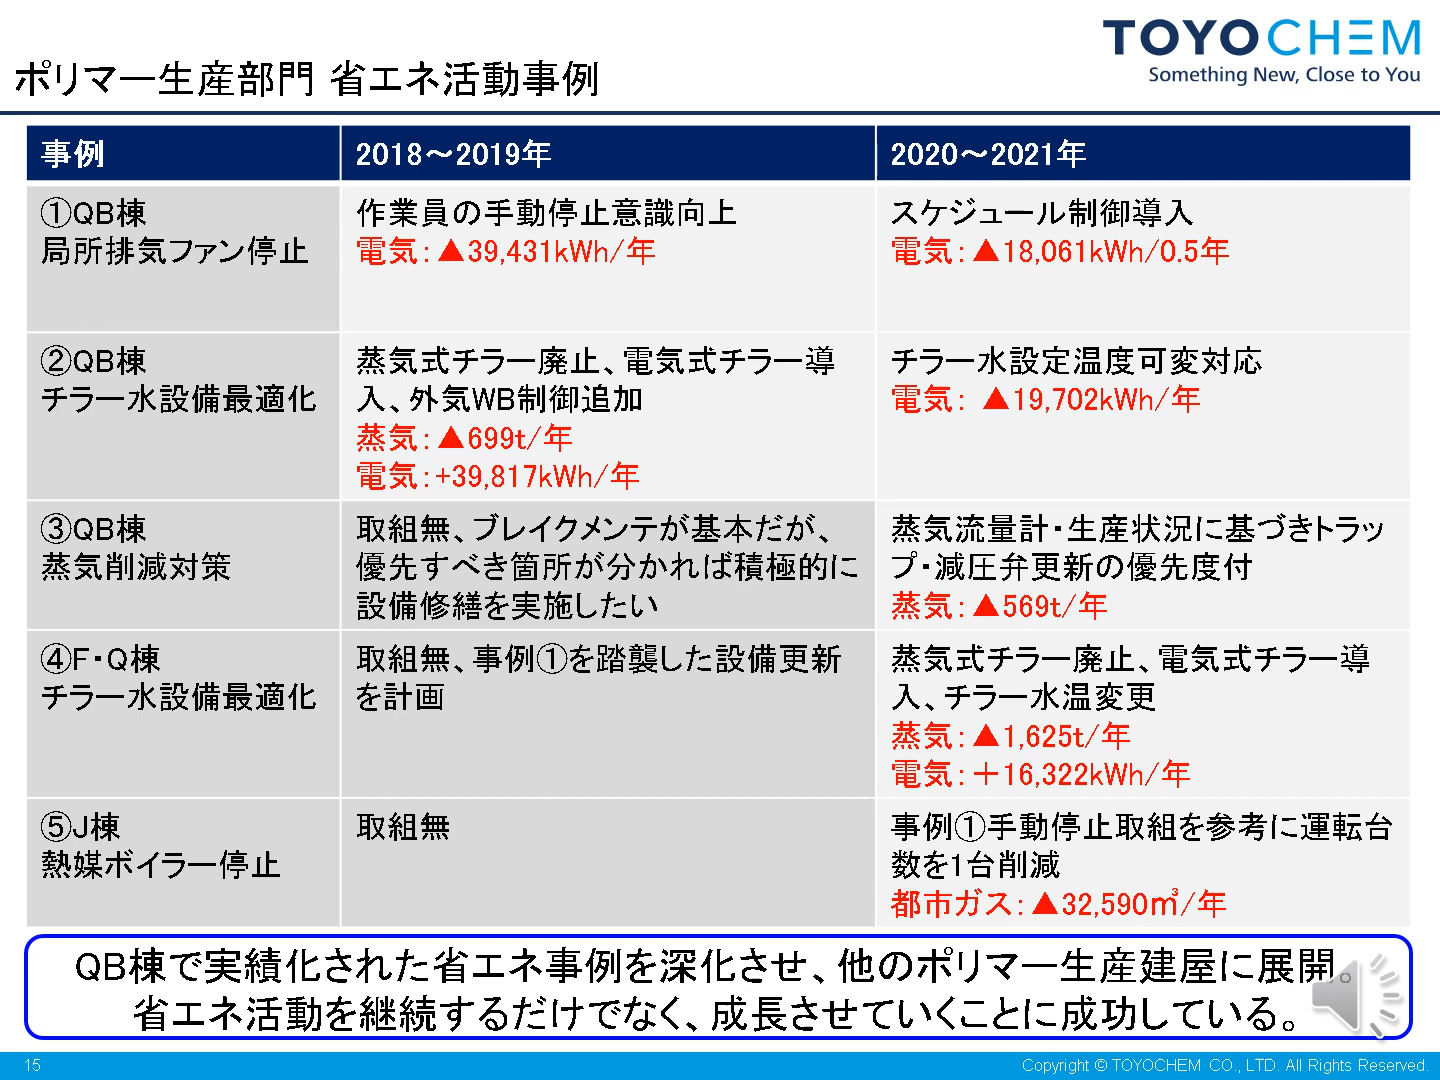 TOYOCHEM
Something New, Close to You
ポリマー生産部門 省エネ活動事例
事例
2018～2019年
2020～2021年
①QB棟
局所排気ファン停止
作業員の手動停止意識向上
電気：▲39,431kWh/年
スケジュール制御導入
電気：▲18,061kWh/0.5年
②QB棟
チラー水設備最適化
蒸気式チラー廃止、電気式チラー導
入、外気WB制御追加
蒸気：▲699t/年
電気：+39,817kWh/年
チラー水設定温度可変対応
電気： ▲19,702kWh/年
③QB棟
蒸気削減対策
取組無、ブレイクメンテが基本だが、
優先すべき箇所が分かれば積極的に
設備修繕を実施したい
蒸気流量計・生産状況に基づきトラッ
プ・減圧弁更新の優先度付
蒸気：▲569t/年
④F・Q棟
チラー水設備最適化
取組無、事例①を踏襲した設備更新
を計画
蒸気式チラー廃止、電気式チラー導
入、チラー水温変更
蒸気：▲1,625t/年
電気：＋16,322kWh/年
⑤J棟
熱媒ボイラー停止
取組無
事例①手動停止取組を参考に運転台
数を1台削減
都市ガス：▲32,590㎥/年
QB棟で実績化された省エネ事例を深化させ、他のポリマー生産建屋に展開。
省エネ活動を継続するだけでなく、成長させていくことに成功している。
15
Copyright © TOYOCHEM CO., LTD. All Rights Reserved.